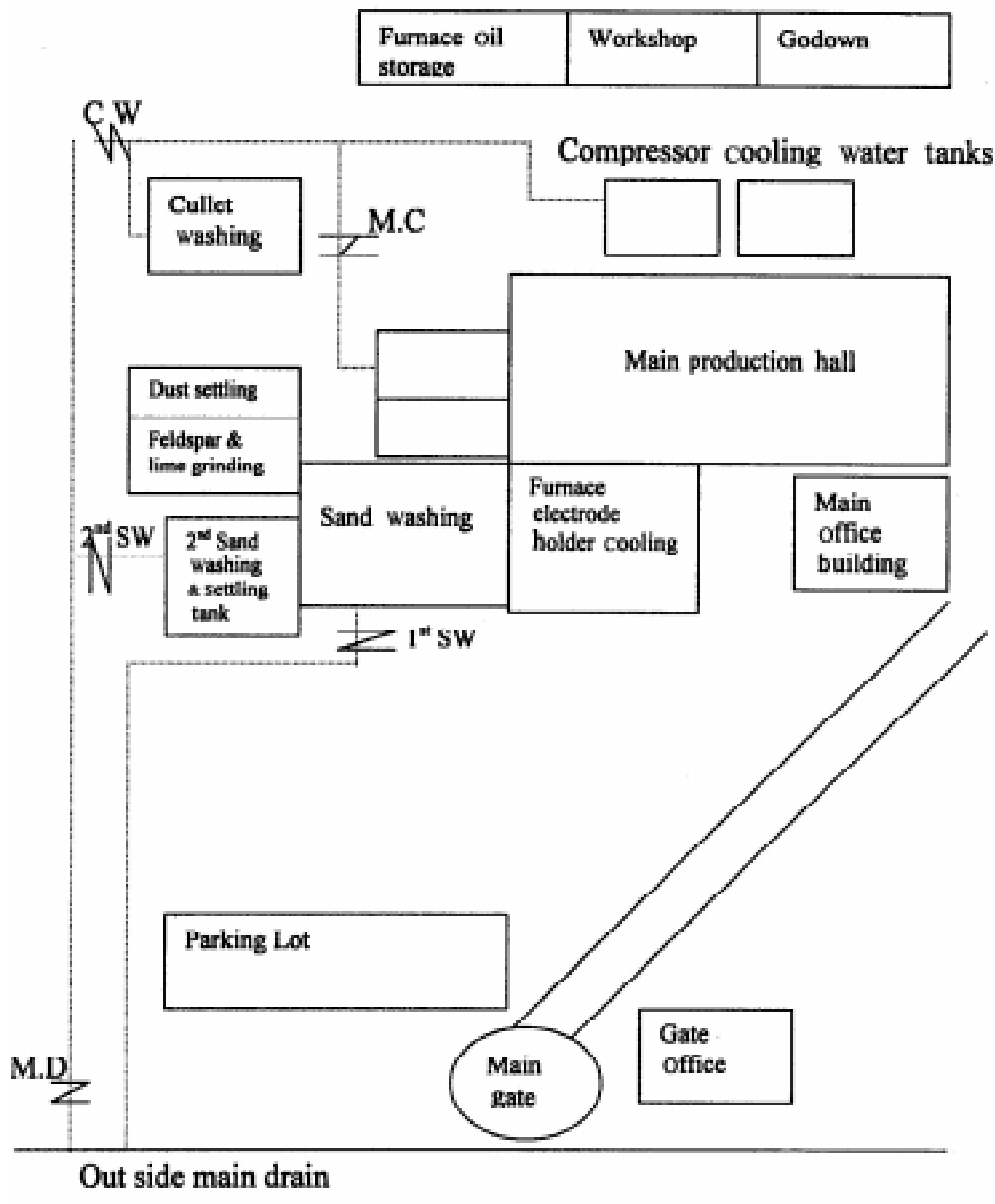 Furnace oil
storage
Workshop
Godown
C W
Compressor cooling water tanks
Cullet
washing
M.C
Main production hall
Dust settling
Feldspar &
lime grinding
Sand washing
Furnace
electrode
holder cooling
Main
office
building
2nd SW
2nd Sand
washing
& settling
tank
1st SW
Parking Lot
Main
gate
Gate
Office
M.D
Out side main drain